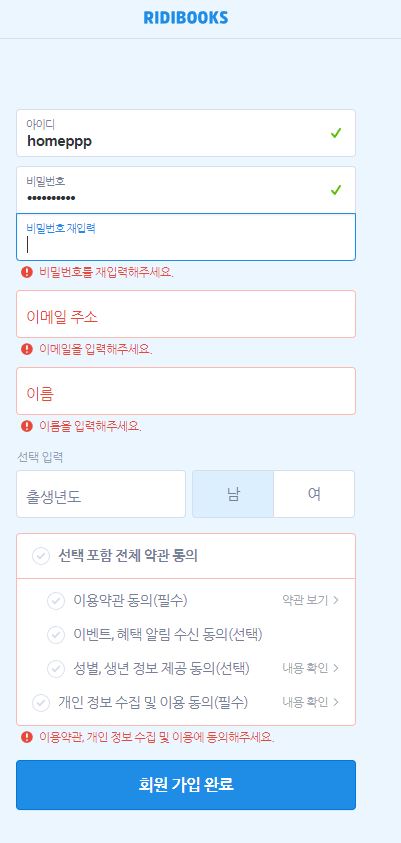 RIDIBOOKS
아이디
homeppp
비밀번호
••••••••••
비밀번호 재입력
비밀번호를 재입력해주세요.
이메일 주소
이메일을 입력해주세요.
이름
이름을 입력해주세요.
선택 입력
출생년도 남 여
선택 포함 전체 약관 동의
이용약관 동의(필수) 약관 보기 >
이벤트, 혜택 알림 수신 동의(선택)
성별, 생년 정보 제공 동의(선택) 내용 확인 >
개인 정보 수집 및 이용 동의(필수) 내용 확인 >
이용약관, 개인 정보 수집 및 이용에 동의해주세요.
회원 가입 완료